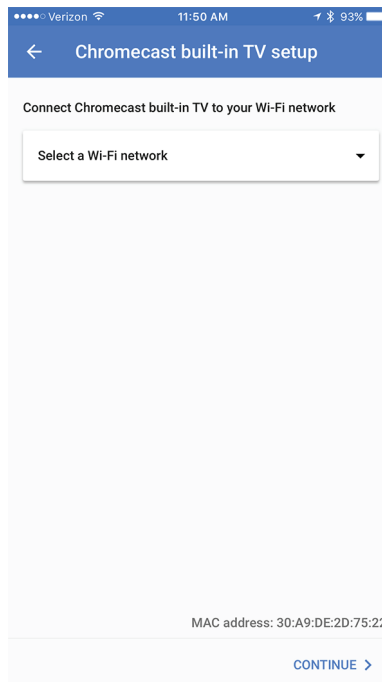 Verizon 11:50 AM 93%
Chromecast built-in TV setup
Connect Chromecast built-in TV to your Wi-Fi network
Select a Wi-Fi network
MAC address: 30:A9:DE:2D:75:22
CONTINUE